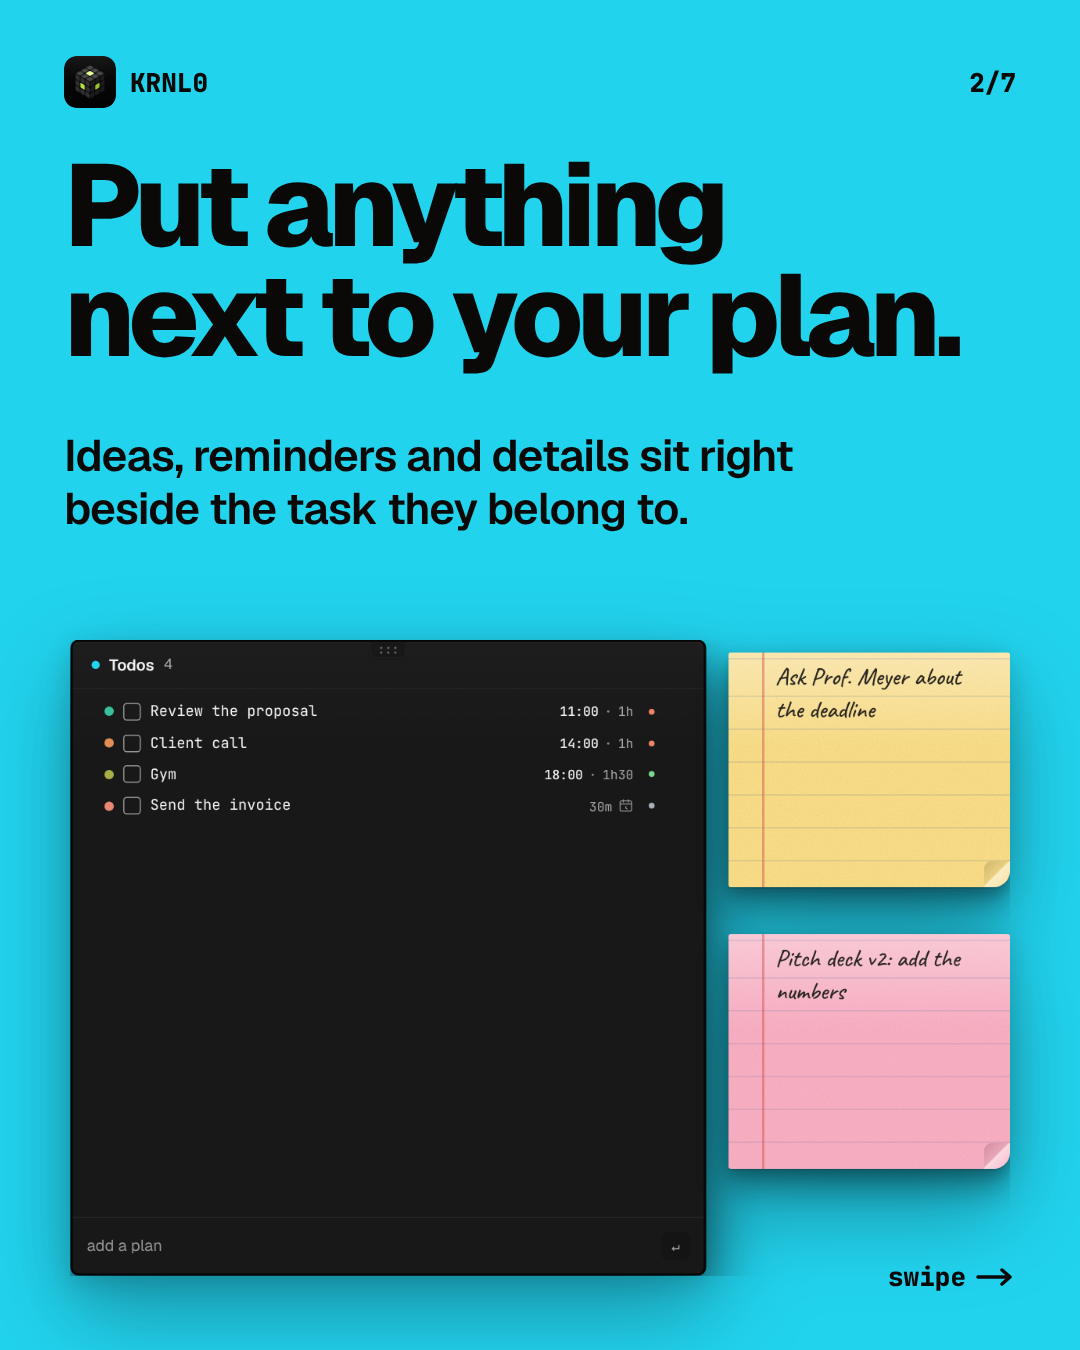 KRNL0
2/7
Put anything
next to your plan.
Ideas, reminders and details sit right
beside the task they belong to.
Todos 4
Review the proposal 11:00 · 1h
Client call 14:00 · 1h
Gym 18:00 · 1h30
Send the invoice 30m
add a plan
Ask Prof. Meyer about
the deadline
Pitch deck v2: add the
numbers
swipe →